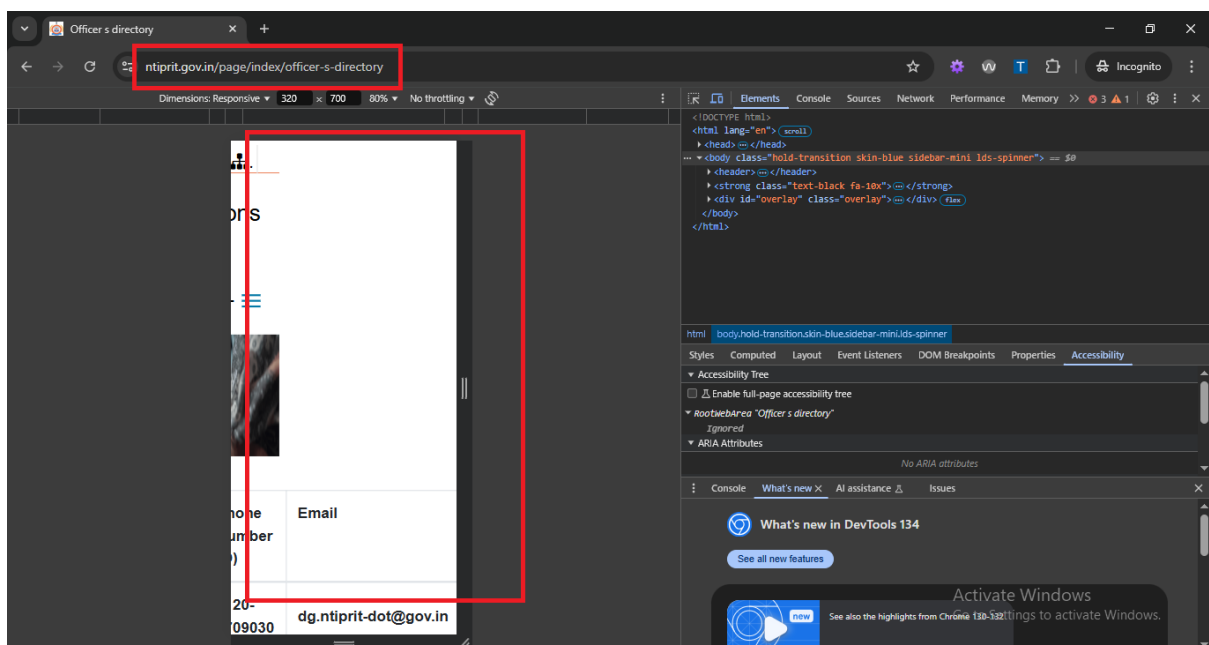 Officer s directory
ntiprit.gov.in/page/index/officer-s-directory
Incognito
Dimensions: Responsive ▾ 320 × 700 80% ▾ No throttling ▾
ons
hone
umber
)
Email
20-
09030
dg.ntiprit-dot@gov.in
Elements Console Sources Network Performance Memory >> 3 1
<!DOCTYPE html>
<html lang="en"> scroll
<head> … </head>
… <body class="hold-transition skin-blue sidebar-mini lds-spinner"> == $0
<header> … </header>
<strong class="text-black fa-10x"> … </strong>
<div id="overlay" class="overlay"> … </div> flex
</body>
</html>
html body.hold-transition.skin-blue.sidebar-mini.lds-spinner
Styles Computed Layout Event Listeners DOM Breakpoints Properties Accessibility
Accessibility Tree
Enable full-page accessibility tree
RootWebArea "Officer s directory"
Ignored
ARIA Attributes
No ARIA attributes
Console What's new × AI assistance Issues
What's new in DevTools 134
See all new features
new
See also the highlights from Chrome 130-132
Activate Windows
Go to Settings to activate Windows.